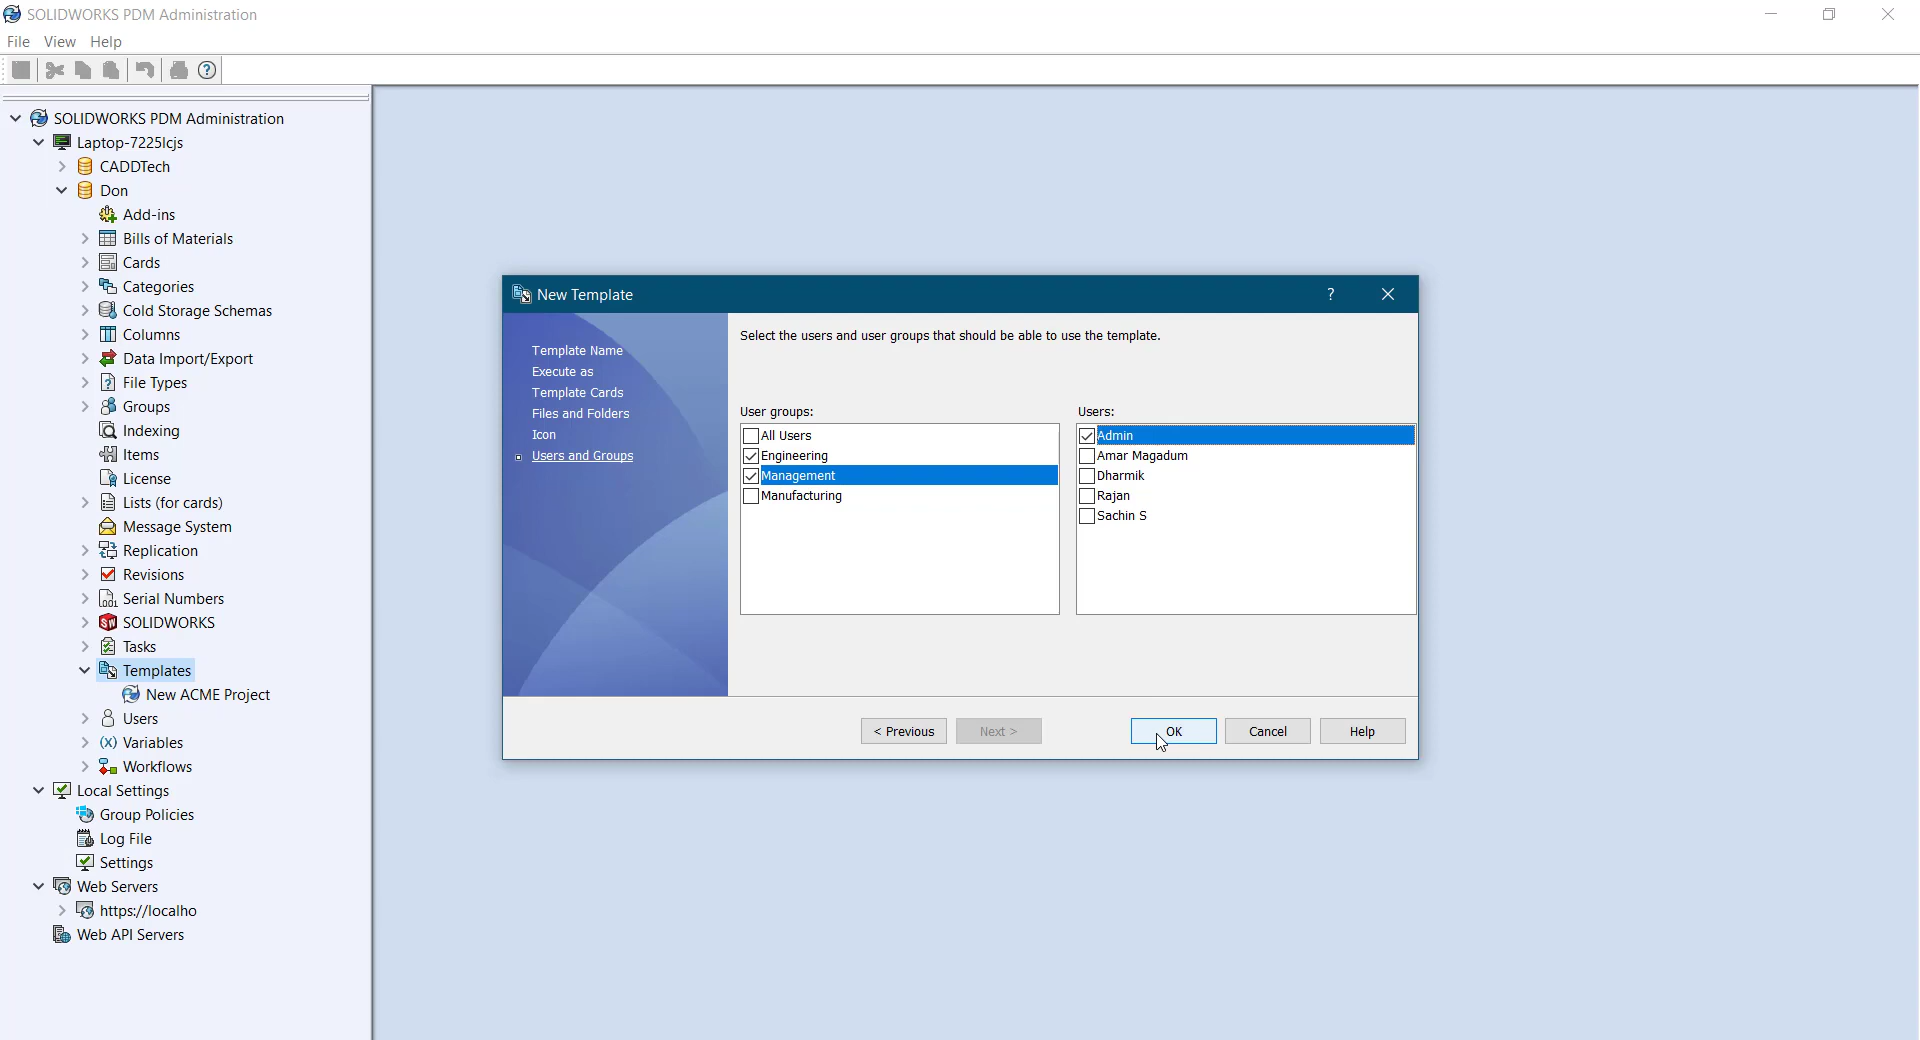 SOLIDWORKS PDM Administration
File View Help
SOLIDWORKS PDM Administration
Laptop-7225lcjs
CADDTech
Don
Add-ins
Bills of Materials
Cards
Categories
Cold Storage Schemas
Columns
Data Import/Export
File Types
Groups
Indexing
Items
License
Lists (for cards)
Message System
Replication
Revisions
Serial Numbers
SOLIDWORKS
Tasks
Templates
New ACME Project
Users
Variables
Workflows
Local Settings
Group Policies
Log File
Settings
Web Servers
https://localho
Web API Servers
New Template
Template Name
Execute as
Template Cards
Files and Folders
Icon
Users and Groups
Select the users and user groups that should be able to use the template.
User groups:
All Users
Engineering
Management
Manufacturing
Users:
Admin
Amar Magadum
Dharmik
Rajan
Sachin S
< Previous Next > OK Cancel Help